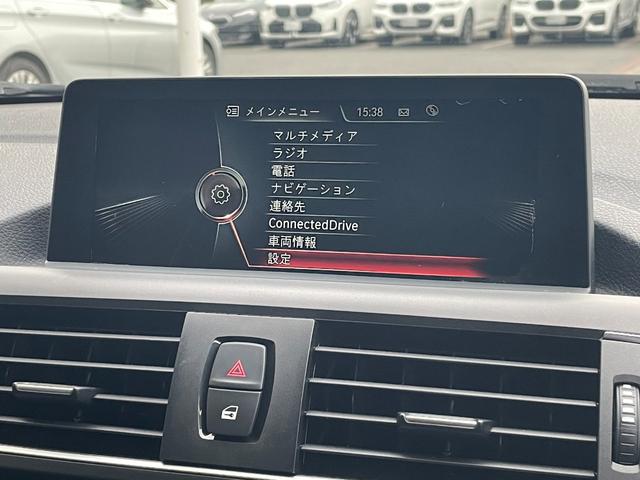 メインメニュー 15:38
マルチメディア
ラジオ
電話
ナビゲーション
連絡先
ConnectedDrive
車両情報
設定